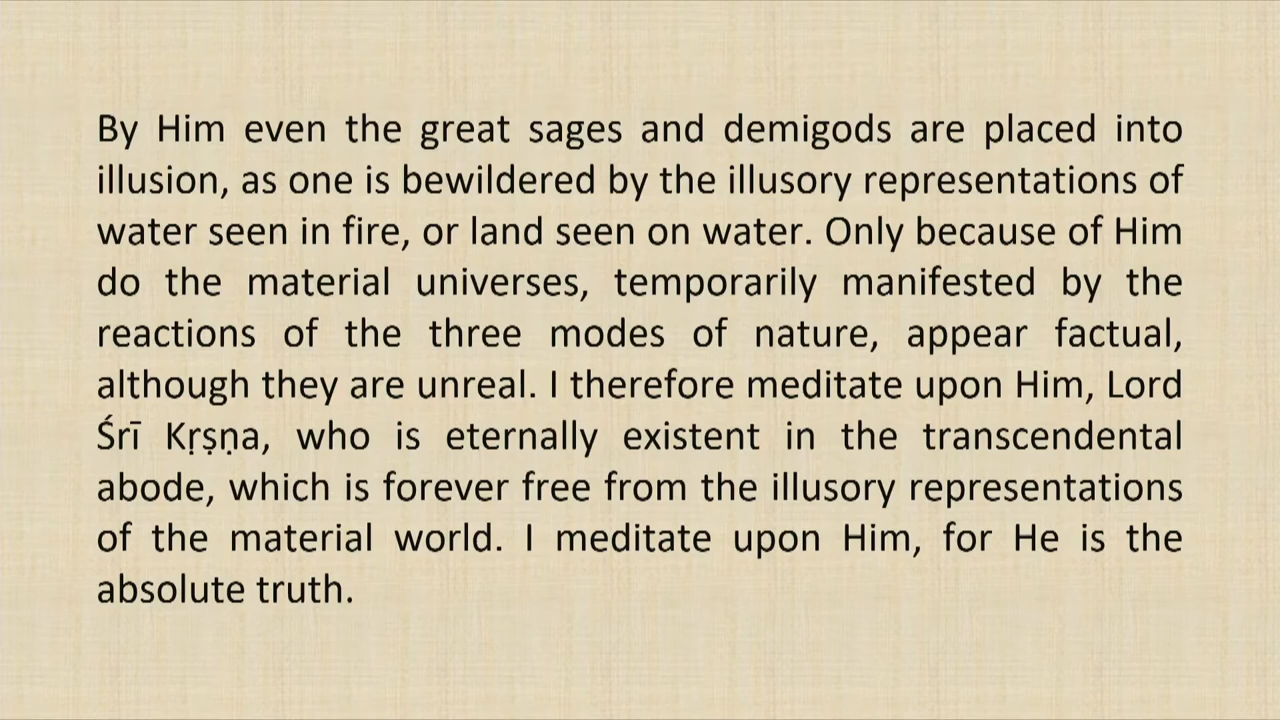 By Him even the great sages and demigods are placed into
illusion, as one is bewildered by the illusory representations of
water seen in fire, or land seen on water. Only because of Him
do the material universes, temporarily manifested by the
reactions of the three modes of nature, appear factual,
although they are unreal. I therefore meditate upon Him, Lord
Śrī Kṛṣṇa, who is eternally existent in the transcendental
abode, which is forever free from the illusory representations
of the material world. I meditate upon Him, for He is the
absolute truth.